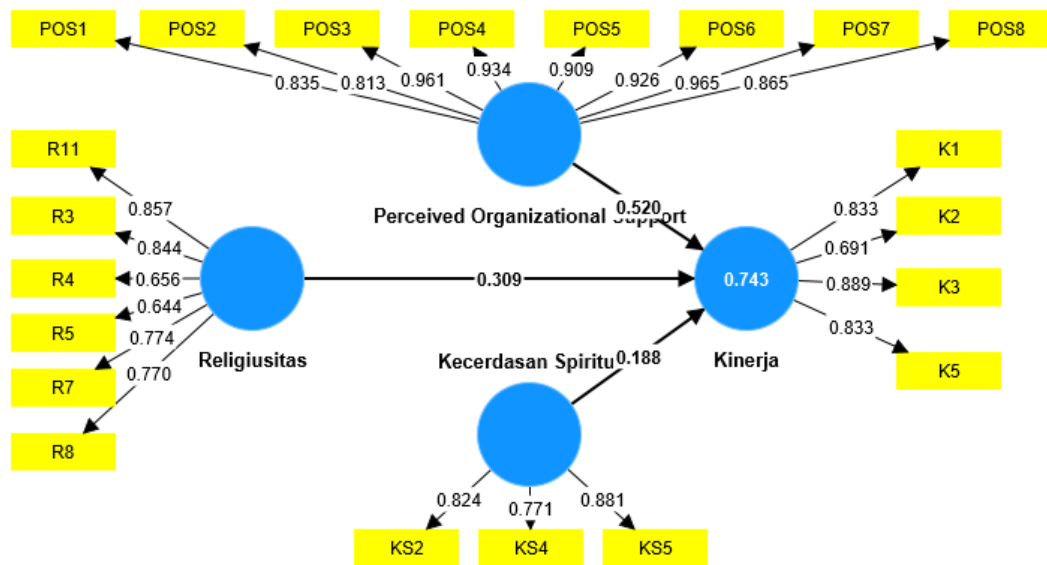 POS1 POS2 POS3 POS4 POS5 POS6 POS7 POS8
0.835 0.813 0.961 0.934 0.909 0.926 0.965 0.865
R11
R3
R4
R5
R7
R8
0.857
0.844
0.656
0.644
0.774
0.770
Religiusitas
Perceived Organizational Support
0.520
0.309
Kecerdasan Spiritu
0.188
0.743
Kinerja
0.833
0.691
0.889
0.833
K1
K2
K3
K5
0.824 0.771 0.881
KS2 KS4 KS5